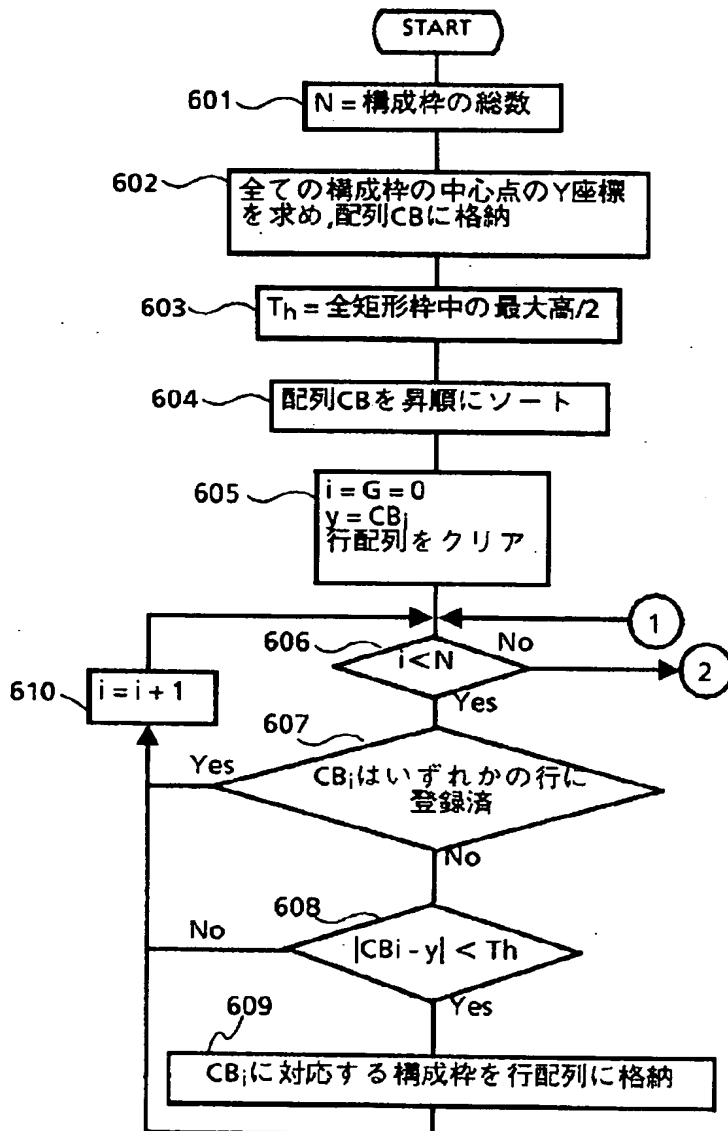 START
601
N=構成枠の総数
602
全ての構成枠の中心点のY座標
を求め,配列CBに格納
603
Th=全矩形枠中の最大高/2
604
配列CBを昇順にソート
605
i=G=0
y=CBi
行配列をクリア
1
606
i<N
No
2
Yes
610
i=i+1
607
Yes
CBiはいずれかの行に
登録済
No
608
No
|CBi-y|<Th
Yes
609
CBiに対応する構成枠を行配列に格納